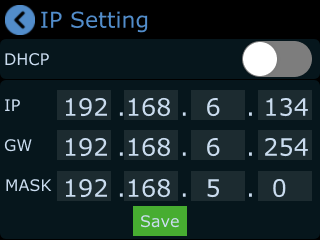 IP Setting
DHCP
IP 192 .168 . 6 . 134
GW 192 .168 . 6 . 254
MASK 192 .168 . 5 . 0
Save